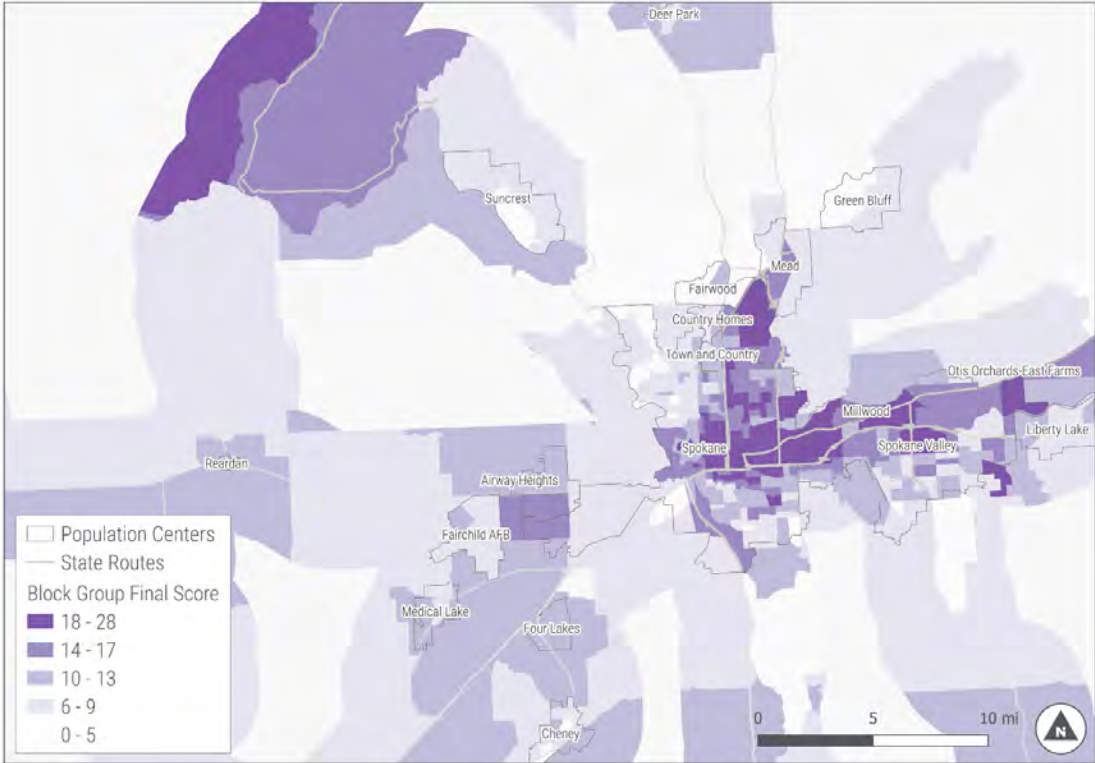 Deer Park
Suncrest
Green Bluff
Mead
Fairwood
Country Homes
Town and Country
Otis Orchards-East Farms
Millwood
Liberty Lake
Spokane
Spokane Valley
Reardan
Airway Heights
Fairchild AFB
Medical Lake
Four Lakes
Cheney
Population Centers
State Routes
Block Group Final Score
18 - 28
14 - 17
10 - 13
6 - 9
0 - 5
0 5 10 mi
N